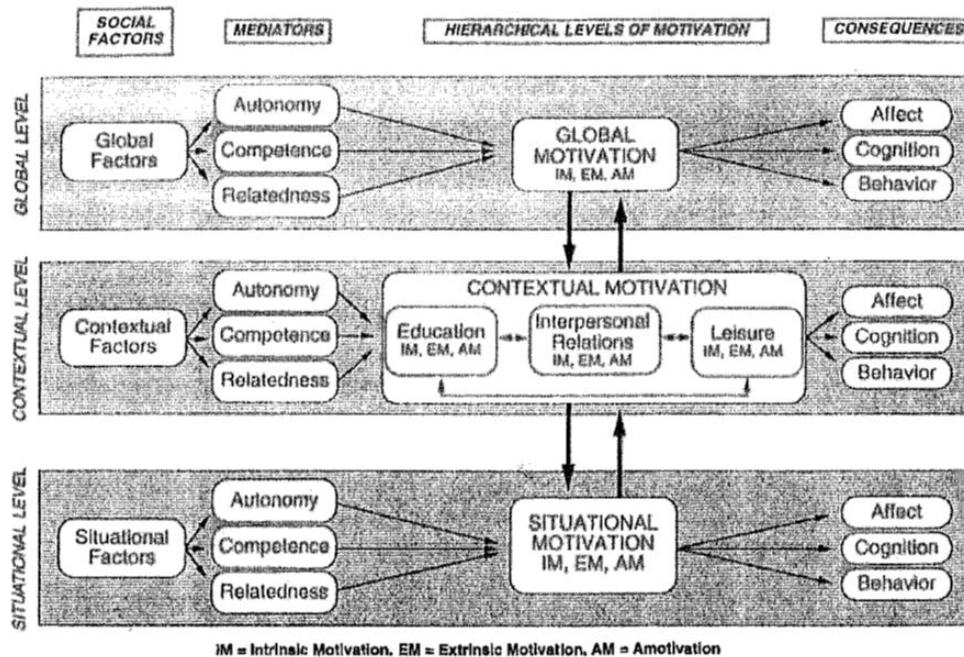 SOCIAL
FACTORS
MEDIATORS
HIERARCHICAL LEVELS OF MOTIVATION
CONSEQUENCES
GLOBAL LEVEL
Global
Factors
Autonomy
Competence
Relatedness
GLOBAL
MOTIVATION
IM, EM, AM
Affect
Cognition
Behavior
CONTEXTUAL LEVEL
Contextual
Factors
Autonomy
Competence
Relatedness
CONTEXTUAL MOTIVATION
Education
IM, EM, AM
Interpersonal
Relations
IM, EM, AM
Leisure
IM, EM, AM
Affect
Cognition
Behavior
SITUATIONAL LEVEL
Situational
Factors
Autonomy
Competence
Relatedness
SITUATIONAL
MOTIVATION
IM, EM, AM
Affect
Cognition
Behavior
IM = Intrinsic Motivation, EM = Extrinsic Motivation, AM = Amotivation